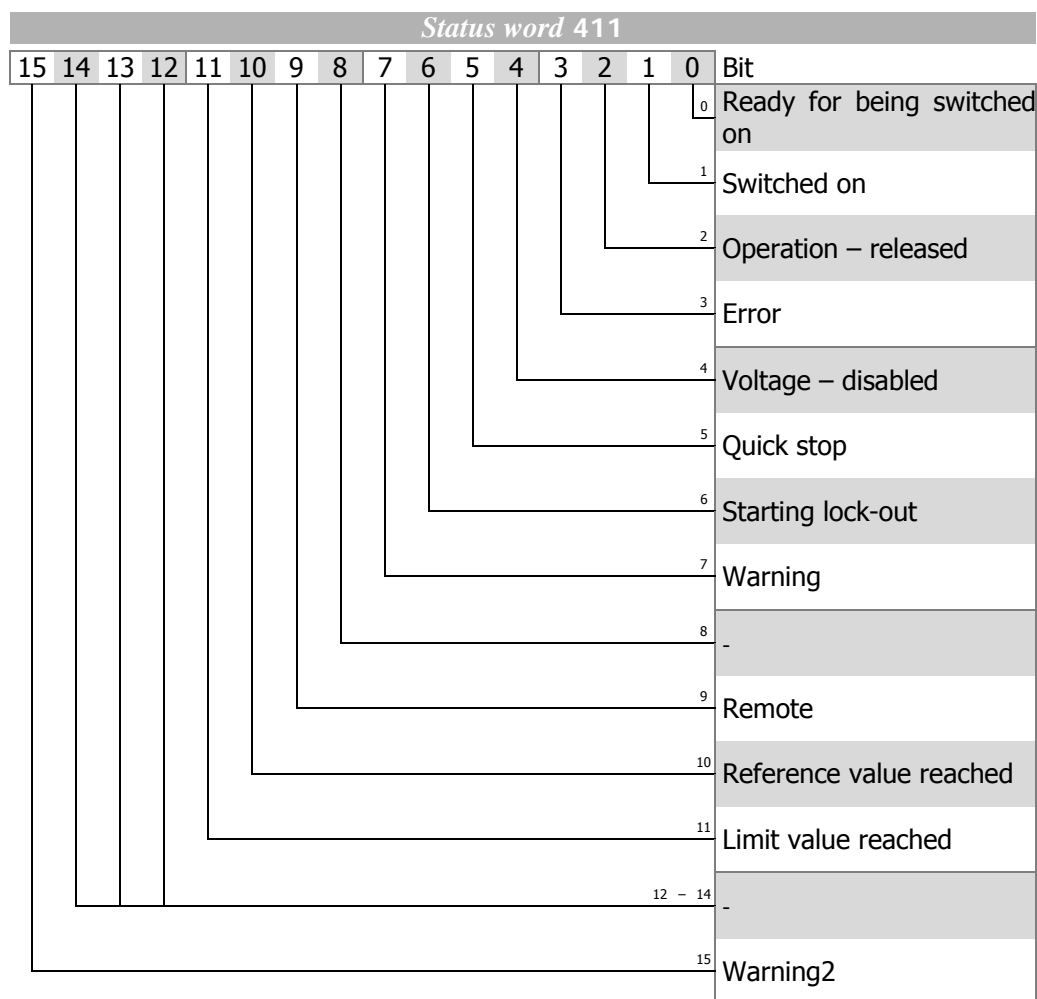 Status word 411
15 14 13 12 11 10 9 8 7 6 5 4 3 2 1 0 Bit
0 Ready for being switched
on
1 Switched on
2 Operation – released
3 Error
4 Voltage – disabled
5 Quick stop
6 Starting lock-out
7 Warning
8 -
9 Remote
10 Reference value reached
11 Limit value reached
12 – 14 -
15 Warning2